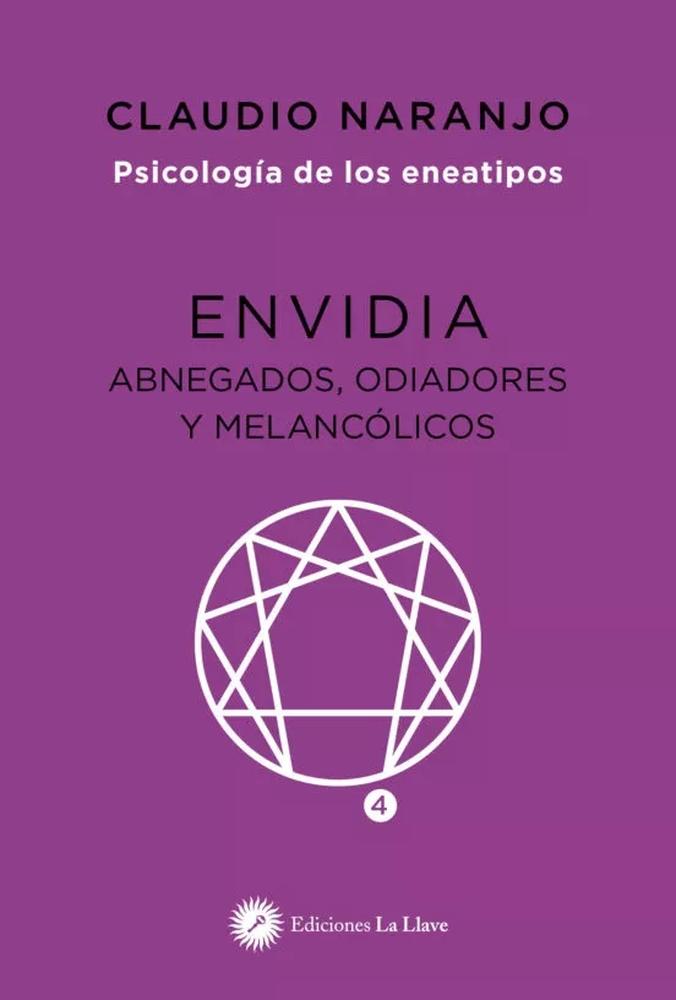 CLAUDIO NARANJO
Psicología de los eneatipos
ENVIDIA
ABNEGADOS, ODIADORES
Y MELANCÓLICOS
4
Ediciones La Llave